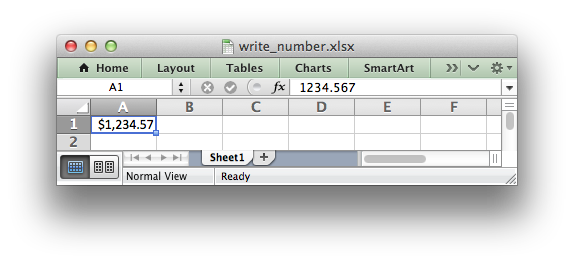 write_number.xlsx
Home Layout Tables Charts SmartArt
A1 fx 1234.567
A B C D E F
1 $1,234.57
2
Sheet1
Normal View Ready